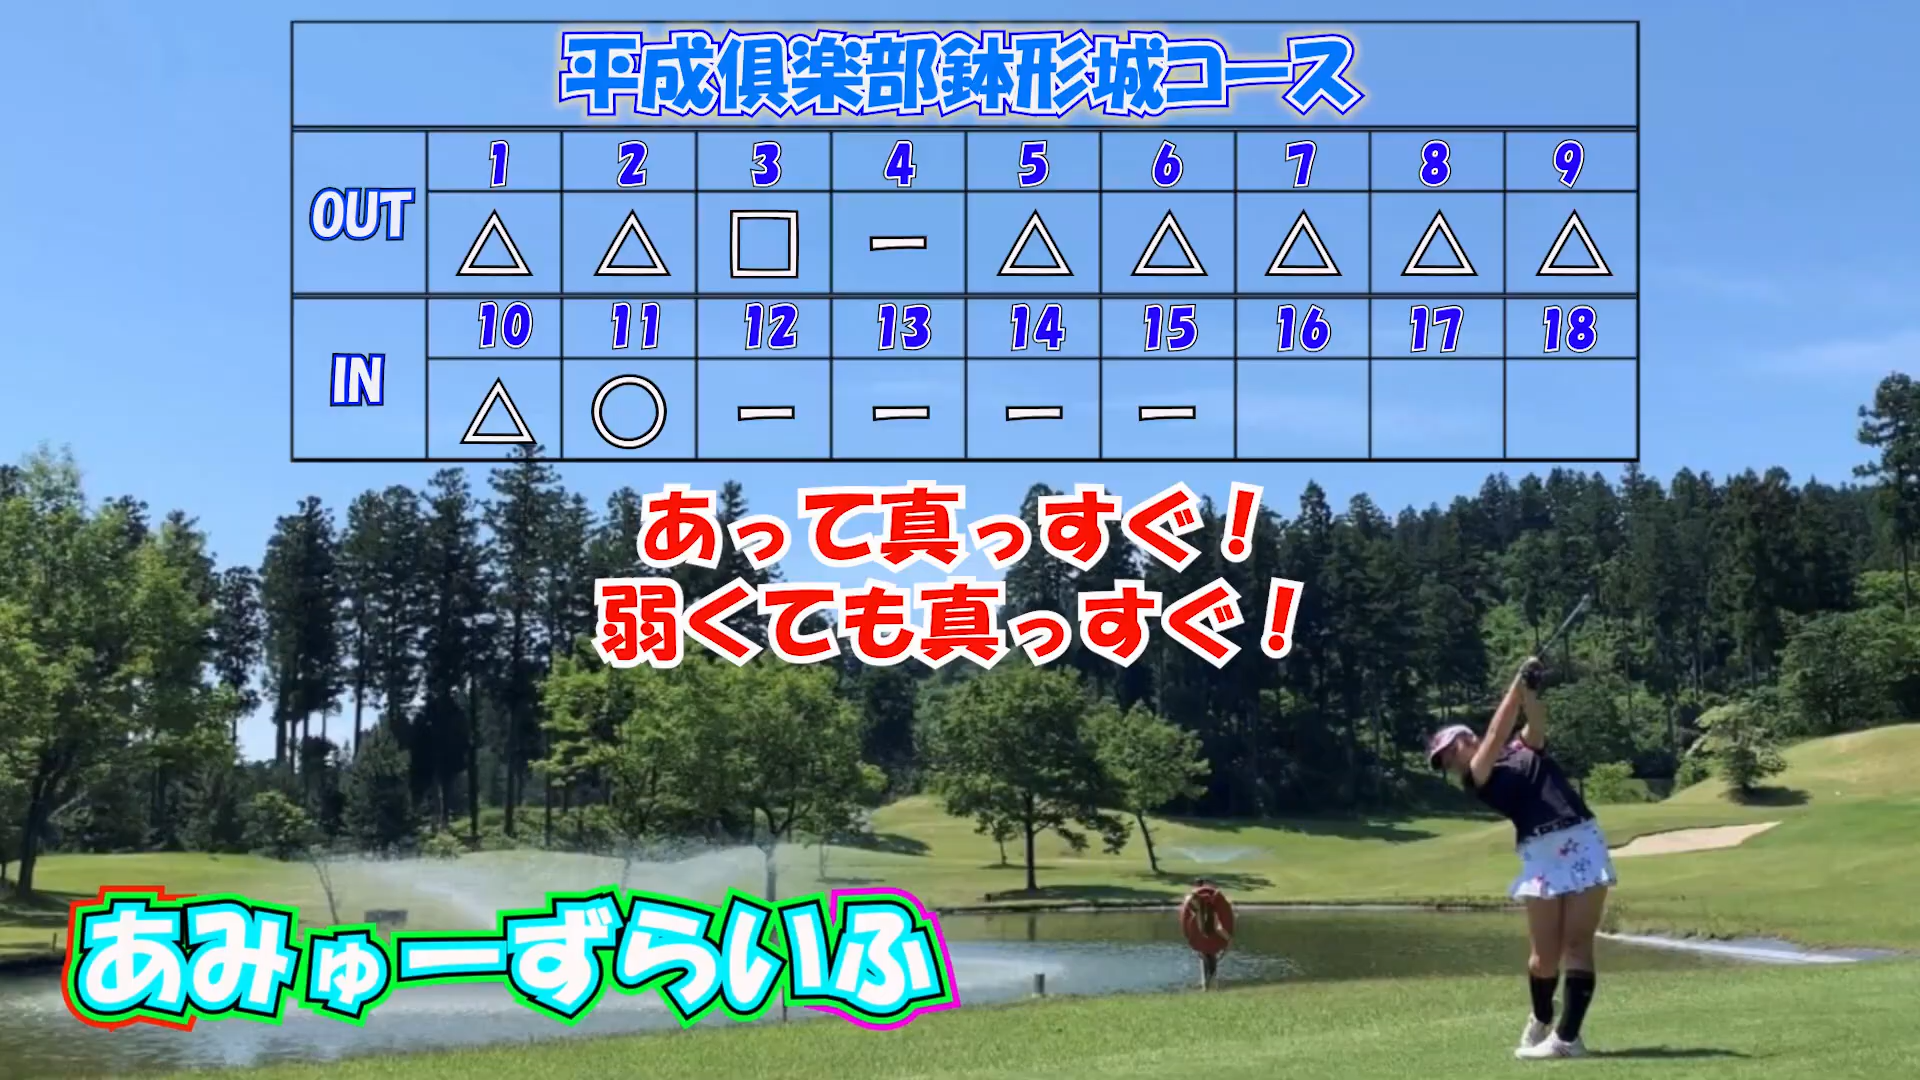 平成倶楽部鉢形城コース
OUT 1 2 3 4 5 6 7 8 9
△ △ □ ー △ △ △ △ △
IN 10 11 12 13 14 15 16 17 18
△ ○ ー ー ー ー
あって真っすぐ!
弱くても真っすぐ!
あみゅーずらいふ